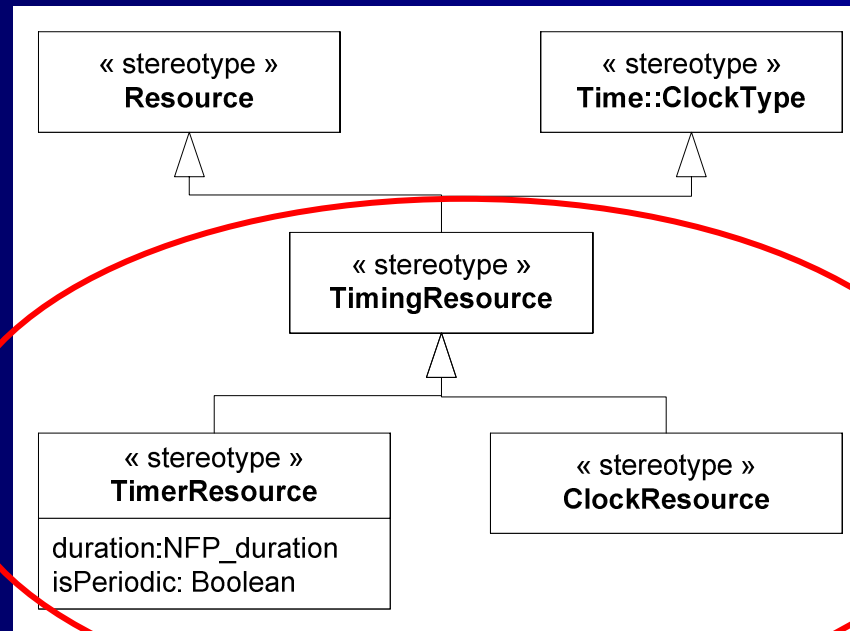 « stereotype »
Resource
« stereotype »
Time::ClockType
« stereotype »
TimingResource
« stereotype »
TimerResource
duration:NFP_duration
isPeriodic: Boolean
« stereotype »
ClockResource